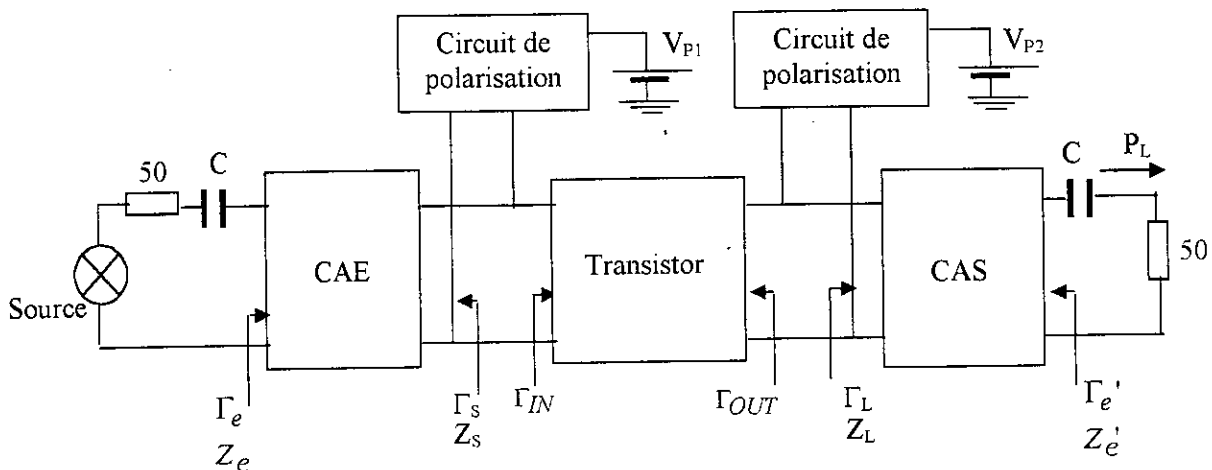 Circuit de
polarisation
V_P1
Circuit de
polarisation
V_P2
50
C
C
P_L
CAE
Transistor
CAS
50
Source
Γ_e
Z_e
Γ_S
Z_S
Γ_IN
Γ_OUT
Γ_L
Z_L
Γ_e'
Z_e'